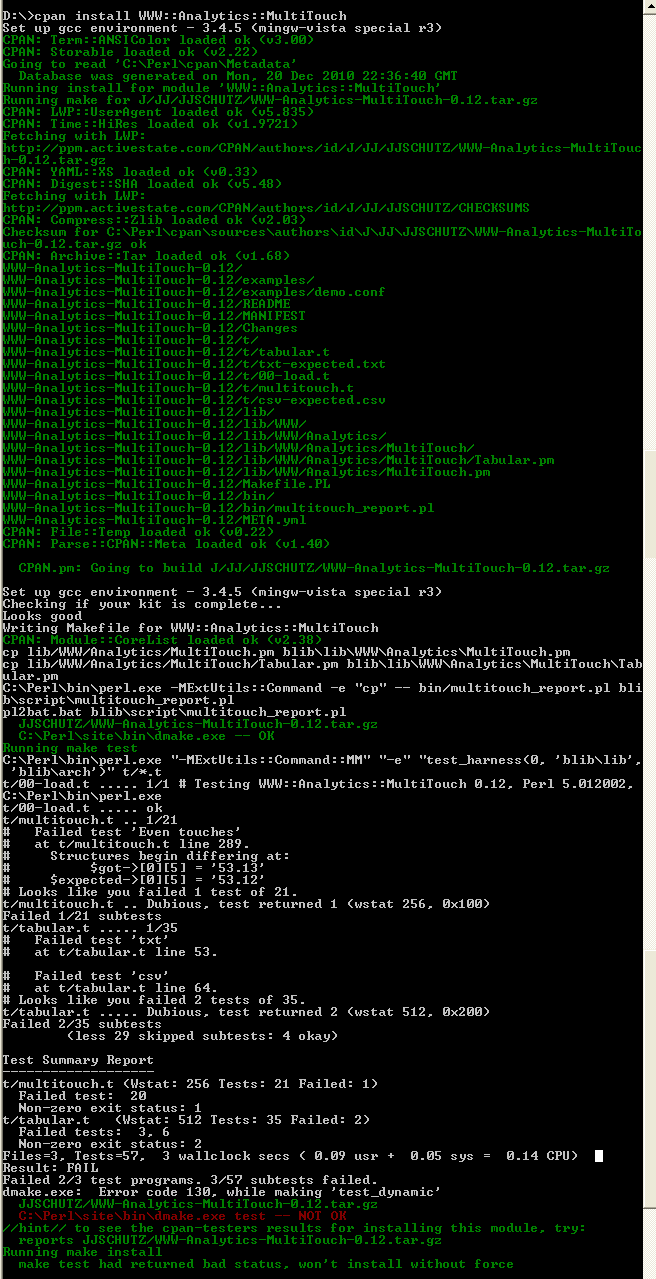 D:\>cpan install WWW::Analytics::MultiTouch
Set up gcc environment - 3.4.5 (mingw-vista special r3)
CPAN: Term::ANSIColor loaded ok (v3.00)
CPAN: Storable loaded ok (v2.22)
Going to read 'C:\Perl\cpan\Metadata'
  Database was generated on Mon, 20 Dec 2010 22:36:40 GMT
Running install for module 'WWW::Analytics::MultiTouch'
Running make for J/JJ/JJSCHUTZ/WWW-Analytics-MultiTouch-0.12.tar.gz
CPAN: LWP::UserAgent loaded ok (v5.835)
CPAN: Time::HiRes loaded ok (v1.9721)
Fetching with LWP:
http://ppm.activestate.com/CPAN/authors/id/J/JJ/JJSCHUTZ/WWW-Analytics-MultiTouc
h-0.12.tar.gz
CPAN: YAML::XS loaded ok (v0.33)
CPAN: Digest::SHA loaded ok (v5.48)
Fetching with LWP:
http://ppm.activestate.com/CPAN/authors/id/J/JJ/JJSCHUTZ/CHECKSUMS
CPAN: Compress::Zlib loaded ok (v2.03)
Checksum for C:\Perl\cpan\sources\authors\id\J\JJ\JJSCHUTZ\WWW-Analytics-MultiTo
uch-0.12.tar.gz ok
CPAN: Archive::Tar loaded ok (v1.68)
WWW-Analytics-MultiTouch-0.12/
WWW-Analytics-MultiTouch-0.12/examples/
WWW-Analytics-MultiTouch-0.12/examples/demo.conf
WWW-Analytics-MultiTouch-0.12/README
WWW-Analytics-MultiTouch-0.12/MANIFEST
WWW-Analytics-MultiTouch-0.12/Changes
WWW-Analytics-MultiTouch-0.12/t/
WWW-Analytics-MultiTouch-0.12/t/tabular.t
WWW-Analytics-MultiTouch-0.12/t/txt-expected.txt
WWW-Analytics-MultiTouch-0.12/t/00-load.t
WWW-Analytics-MultiTouch-0.12/t/multitouch.t
WWW-Analytics-MultiTouch-0.12/t/csv-expected.csv
WWW-Analytics-MultiTouch-0.12/lib/
WWW-Analytics-MultiTouch-0.12/lib/WWW/
WWW-Analytics-MultiTouch-0.12/lib/WWW/Analytics/
WWW-Analytics-MultiTouch-0.12/lib/WWW/Analytics/MultiTouch/
WWW-Analytics-MultiTouch-0.12/lib/WWW/Analytics/MultiTouch/Tabular.pm
WWW-Analytics-MultiTouch-0.12/lib/WWW/Analytics/MultiTouch.pm
WWW-Analytics-MultiTouch-0.12/Makefile.PL
WWW-Analytics-MultiTouch-0.12/bin/
WWW-Analytics-MultiTouch-0.12/bin/multitouch_report.pl
WWW-Analytics-MultiTouch-0.12/META.yml
CPAN: File::Temp loaded ok (v0.22)
CPAN: Parse::CPAN::Meta loaded ok (v1.40)
  CPAN.pm: Going to build J/JJ/JJSCHUTZ/WWW-Analytics-MultiTouch-0.12.tar.gz
Set up gcc environment - 3.4.5 (mingw-vista special r3)
Checking if your kit is complete...
Looks good
Writing Makefile for WWW::Analytics::MultiTouch
CPAN: Module::CoreList loaded ok (v2.38)
cp lib/WWW/Analytics/MultiTouch.pm blib\lib\WWW\Analytics\MultiTouch.pm
cp lib/WWW/Analytics/MultiTouch/Tabular.pm blib\lib\WWW\Analytics\MultiTouch\Tab
ular.pm
C:\Perl\bin\perl.exe -MExtUtils::Command -e "cp" -- bin/multitouch_report.pl bli
b\script\multitouch_report.pl
pl2bat.bat blib\script\multitouch_report.pl
  JJSCHUTZ/WWW-Analytics-MultiTouch-0.12.tar.gz
  C:\Perl\site\bin\dmake.exe -- OK
Running make test
C:\Perl\bin\perl.exe "-MExtUtils::Command::MM" "-e" "test_harness(0, 'blib\lib',
 'blib\arch')" t/*.t
t/00-load.t ..... 1/1 # Testing WWW::Analytics::MultiTouch 0.12, Perl 5.012002,
C:\Perl\bin\perl.exe
t/00-load.t ..... ok
t/multitouch.t .. 1/21
#   Failed test 'Even touches'
#   at t/multitouch.t line 289.
#     Structures begin differing at:
#          $got->[0][5] = '53.13'
#     $expected->[0][5] = '53.12'
# Looks like you failed 1 test of 21.
t/multitouch.t .. Dubious, test returned 1 (wstat 256, 0x100)
Failed 1/21 subtests
t/tabular.t ..... 1/35
#   Failed test 'txt'
#   at t/tabular.t line 53.
#   Failed test 'csv'
#   at t/tabular.t line 64.
# Looks like you failed 2 tests of 35.
t/tabular.t ..... Dubious, test returned 2 (wstat 512, 0x200)
Failed 2/35 subtests
        (less 29 skipped subtests: 4 okay)
Test Summary Report
-------------------
t/multitouch.t (Wstat: 256 Tests: 21 Failed: 1)
  Failed test:  20
  Non-zero exit status: 1
t/tabular.t   (Wstat: 512 Tests: 35 Failed: 2)
  Failed tests:  3, 6
  Non-zero exit status: 2
Files=3, Tests=57,  3 wallclock secs ( 0.09 usr +  0.05 sys =  0.14 CPU)
Result: FAIL
Failed 2/3 test programs. 3/57 subtests failed.
dmake.exe:  Error code 130, while making 'test_dynamic'
  JJSCHUTZ/WWW-Analytics-MultiTouch-0.12.tar.gz
  C:\Perl\site\bin\dmake.exe test -- NOT OK
//hint// to see the cpan-testers results for installing this module, try:
  reports JJSCHUTZ/WWW-Analytics-MultiTouch-0.12.tar.gz
Running make install
  make test had returned bad status, won't install without force